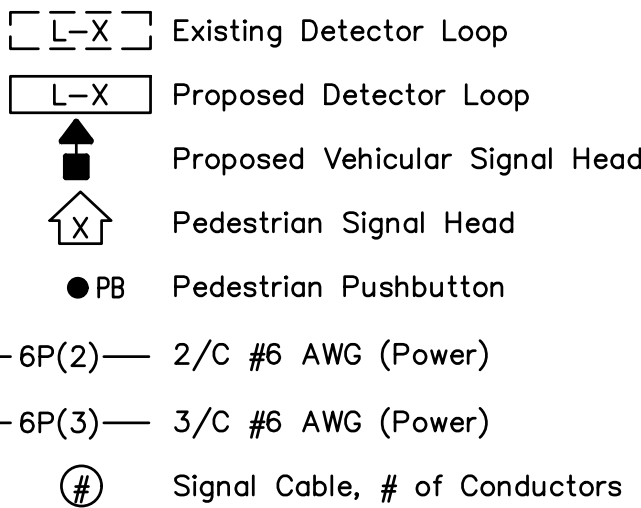 L-X Existing Detector Loop
L-X Proposed Detector Loop
Proposed Vehicular Signal Head
X Pedestrian Signal Head
PB Pedestrian Pushbutton
6P(2) 2/C #6 AWG (Power)
6P(3) 3/C #6 AWG (Power)
# Signal Cable, # of Conductors